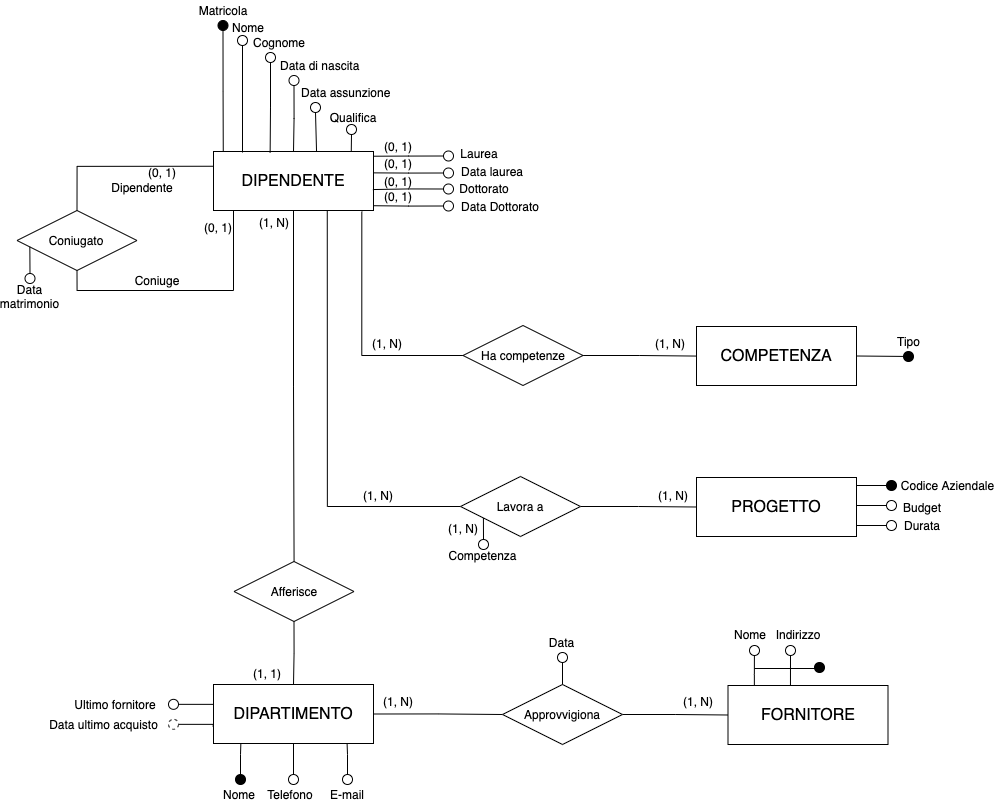 Matricola
Nome
Cognome
Data di nascita
Data assunzione
Qualifica
(0, 1)
Laurea
(0, 1)
Data laurea
(0, 1)
Dottorato
(0, 1)
Data Dottorato
DIPENDENTE
(0, 1)
Dipendente
(0, 1)
(1, N)
Coniugato
Coniuge
Data
matrimonio
(1, N)
Ha competenze
(1, N)
COMPETENZA
Tipo
(1, N)
Lavora a
(1, N)
PROGETTO
Codice Aziendale
Budget
Durata
(1, N)
Competenza
Afferisce
(1, 1)
Ultimo fornitore
Data ultimo acquisto
DIPARTIMENTO
Nome
Telefono
E-mail
(1, N)
Data
Approvvigiona
(1, N)
Nome
Indirizzo
FORNITORE